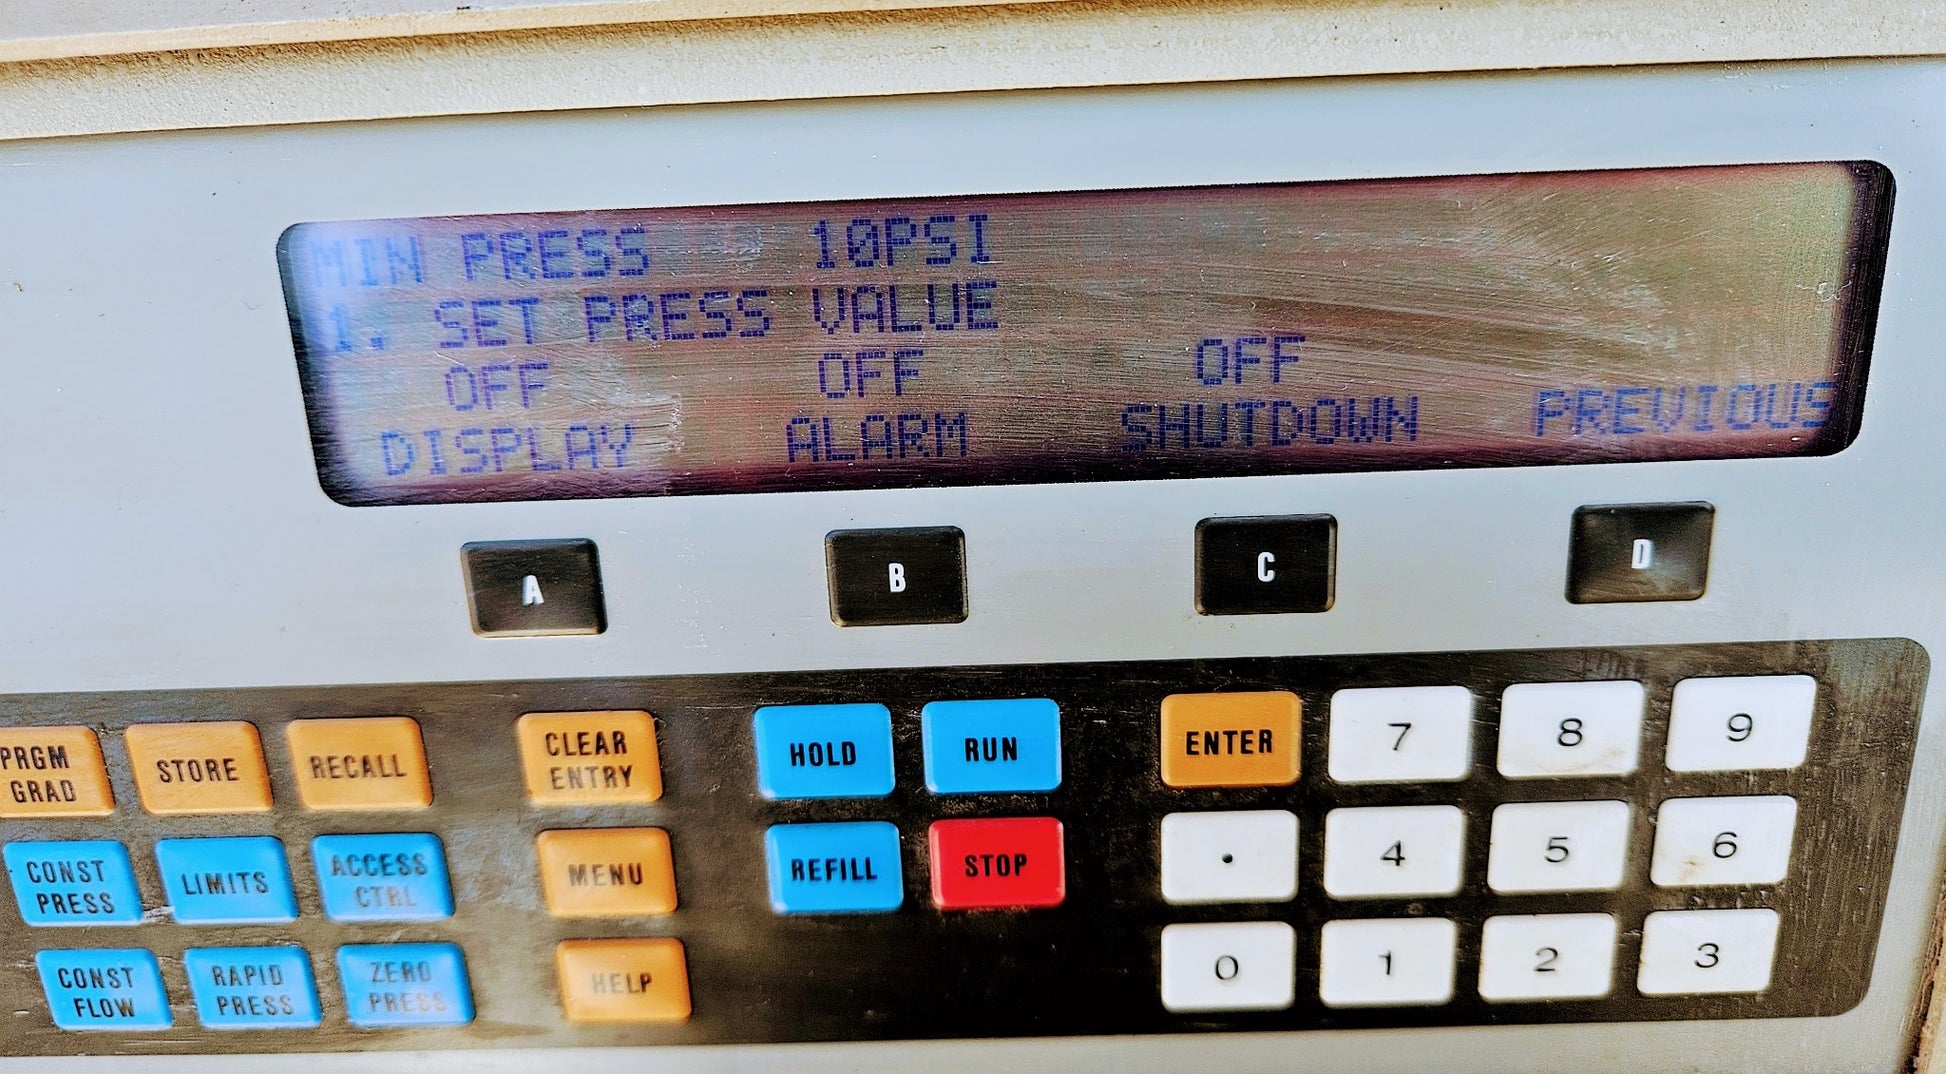 MIN PRESS 10PSI
1. SET PRESS VALUE
OFF OFF OFF
DISPLAY ALARM SHUTDOWN PREVIOUS
A B C D
PRGM GRAD
STORE
RECALL
CLEAR ENTRY
HOLD
RUN
ENTER
7 8 9
CONST PRESS
LIMITS
ACCESS CTRL
MENU
REFILL
STOP
. 4 5 6
CONST FLOW
RAPID PRESS
ZERO PRESS
HELP
0 1 2 3